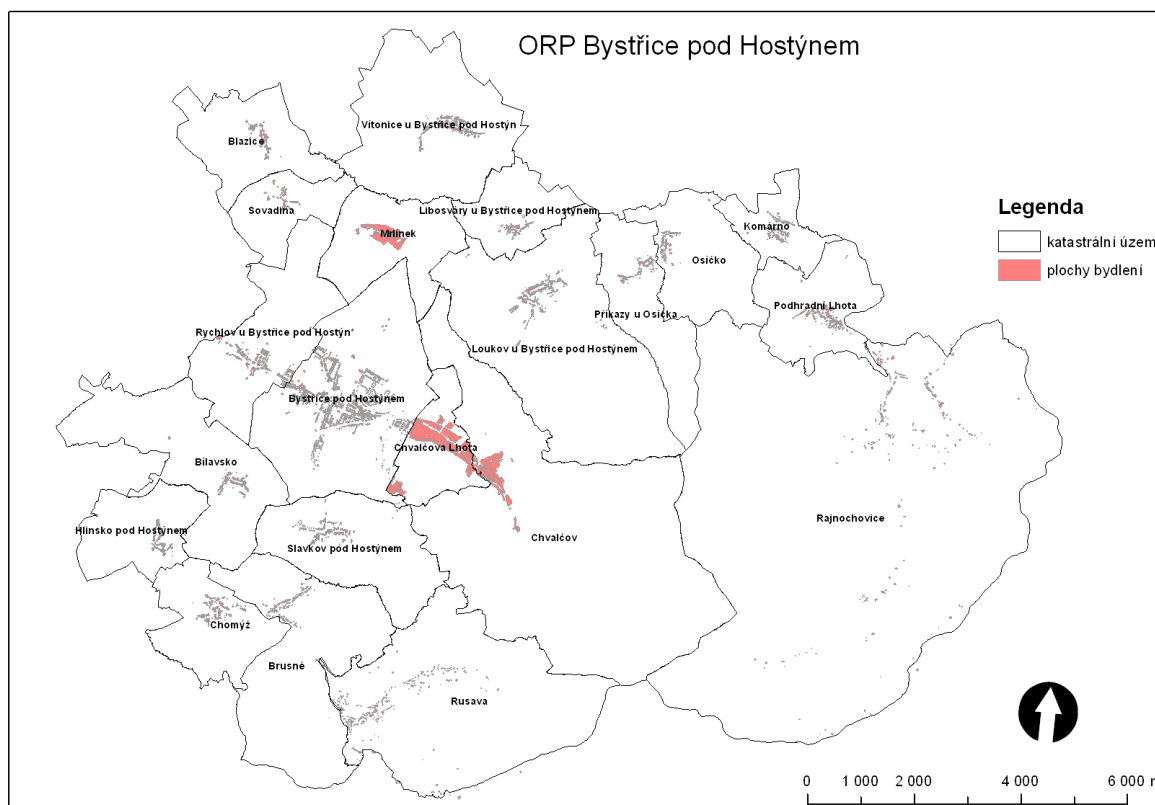 ORP Bystřice pod Hostýnem
Vítonice u Bystřice pod Hostýn
Blazice
Sovadina
Libosváry u Bystřice pod Hostýnem
Mrlínek
Komárno
Osíčko
Legenda
katastrální územ
plochy bydlení
Podhradní Lhota
Příkazy u Osíčka
Rychlov u Bystřice pod Hostýn
Loukov u Bystřice pod Hostýnem
Bystřice pod Hostýnem
Chvalčova Lhota
Bílavsko
Rajnochovice
Hlinsko pod Hostýnem
Chvalčov
Slavkov pod Hostýnem
Chomýž
Brusné
Rusava
0 1 000 2 000 4 000 6 000 m